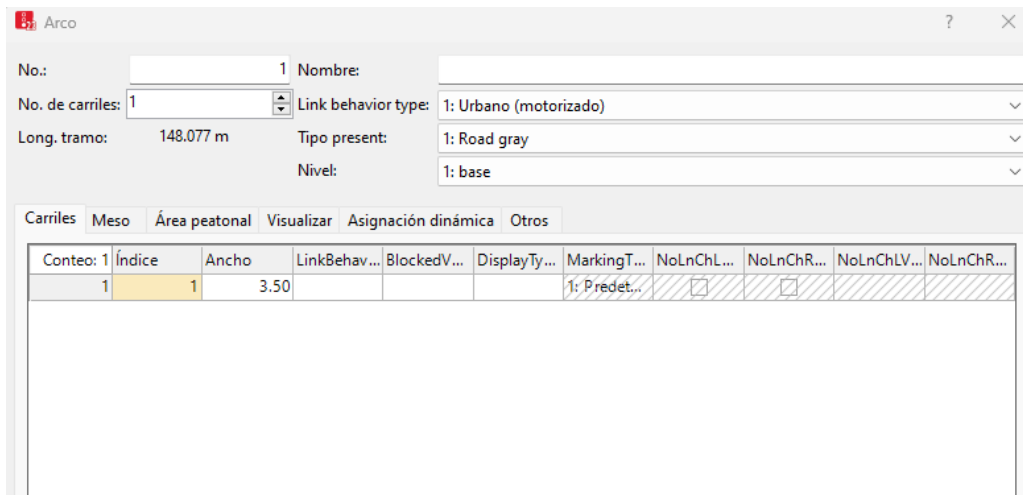 Arco ? ×
No.: 1 Nombre:
No. de carriles: 1 Link behavior type: 1: Urbano (motorizado)
Long. tramo: 148.077 m Tipo present: 1: Road gray
Nivel: 1: base
Carriles Meso Área peatonal Visualizar Asignación dinámica Otros
Conteo: 1 Índice Ancho LinkBehav... BlockedV... DisplayTy... MarkingT... NoLnChL... NoLnChR... NoLnChLV... NoLnChR...
1 1 3.50 1: Predet...